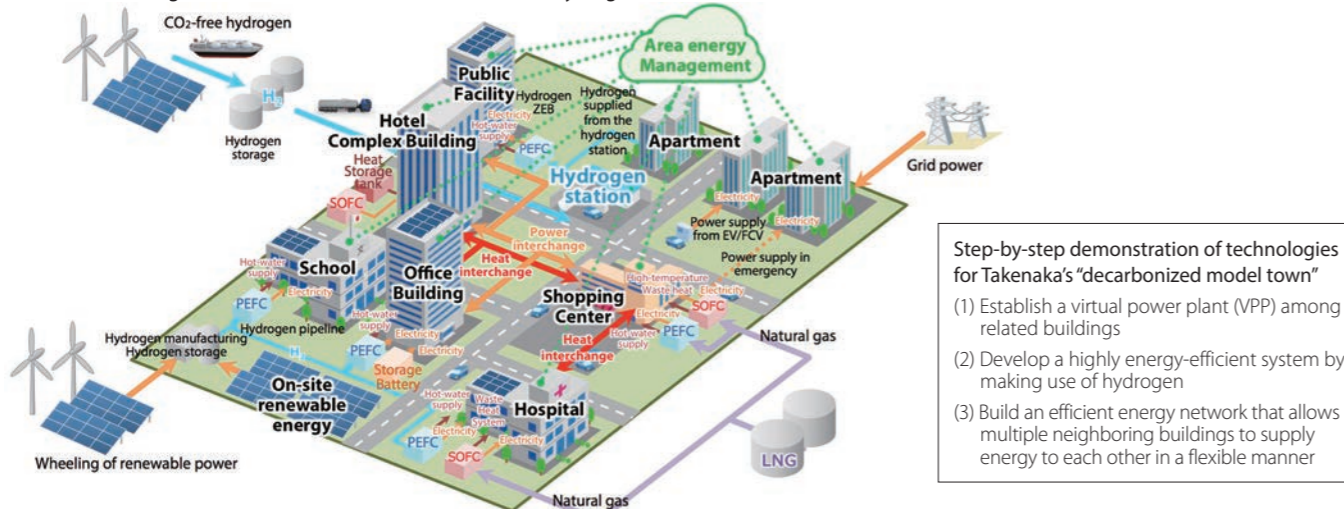 CO₂-free hydrogen
H₂
Hydrogen
storage
Public
Facility
Hydrogen
ZEB
Hotel
Complex Building
Electricity
Hot-water
supply
PEFC
Heat
Storage
tank
SOFC
Area energy
Management
Hydrogen
supplied
from the
hydrogen
station
Apartment
Apartment
Grid power
Hydrogen
station
Electricity
Electricity
Power supply
from EV/FCV
Power supply in
emergency
Power
interchange
Heat
interchange
School
Hot-water
supply
PEFC
Electricity
Office
Building
Hot-water
supply
Electricity
Electricity
PEFC
Storage
Battery
Shopping
Center
High-temperature
Waste heat
Electricity
SOFC
Electricity
Hot-water
supply
PEFC
Natural gas
Heat
interchange
Hydrogen pipeline
Hydrogen manufacturing
Hydrogen storage
H₂
On-site
renewable
energy
Wheeling of renewable power
Hospital
Hot-water
supply
Waste
Heat
System
Electricity
Electricity
PEFC
SOFC
Natural gas
LNG
Step-by-step demonstration of technologies
for Takenaka's “decarbonized model town”
(1) Establish a virtual power plant (VPP) among
related buildings
(2) Develop a highly energy-efficient system by
making use of hydrogen
(3) Build an efficient energy network that allows
multiple neighboring buildings to supply
energy to each other in a flexible manner